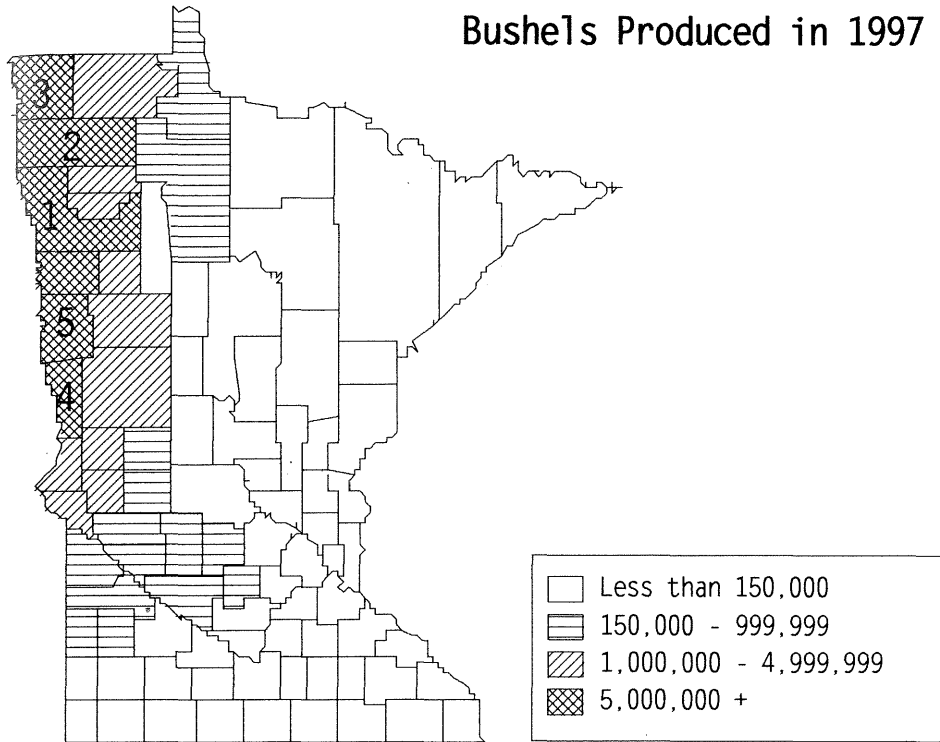 Bushels Produced in 1997
3
2
1
5
4
Less than 150,000
150,000 - 999,999
1,000,000 - 4,999,999
5,000,000 +